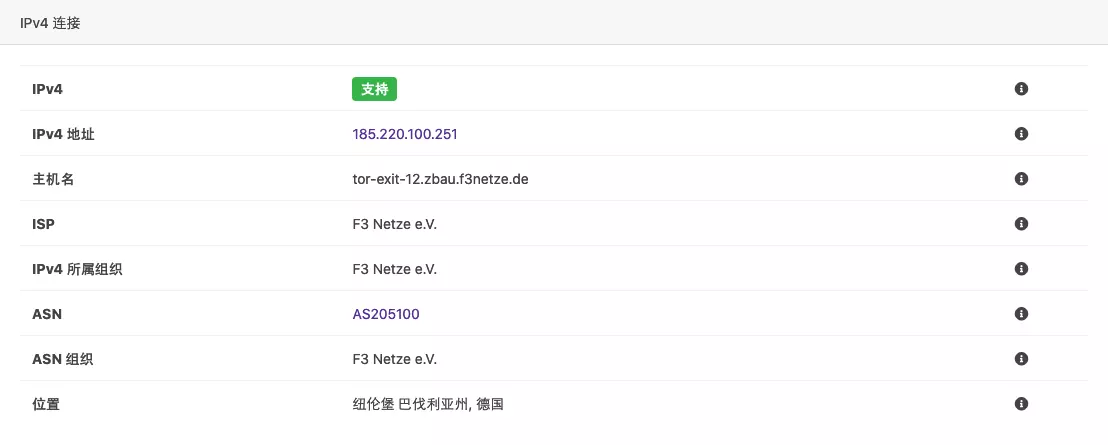 IPv4 连接
IPv4 支持
IPv4 地址 185.220.100.251
主机名 tor-exit-12.zbau.f3netze.de
ISP F3 Netze e.V.
IPv4 所属组织 F3 Netze e.V.
ASN AS205100
ASN 组织 F3 Netze e.V.
位置 纽伦堡 巴伐利亚州, 德国